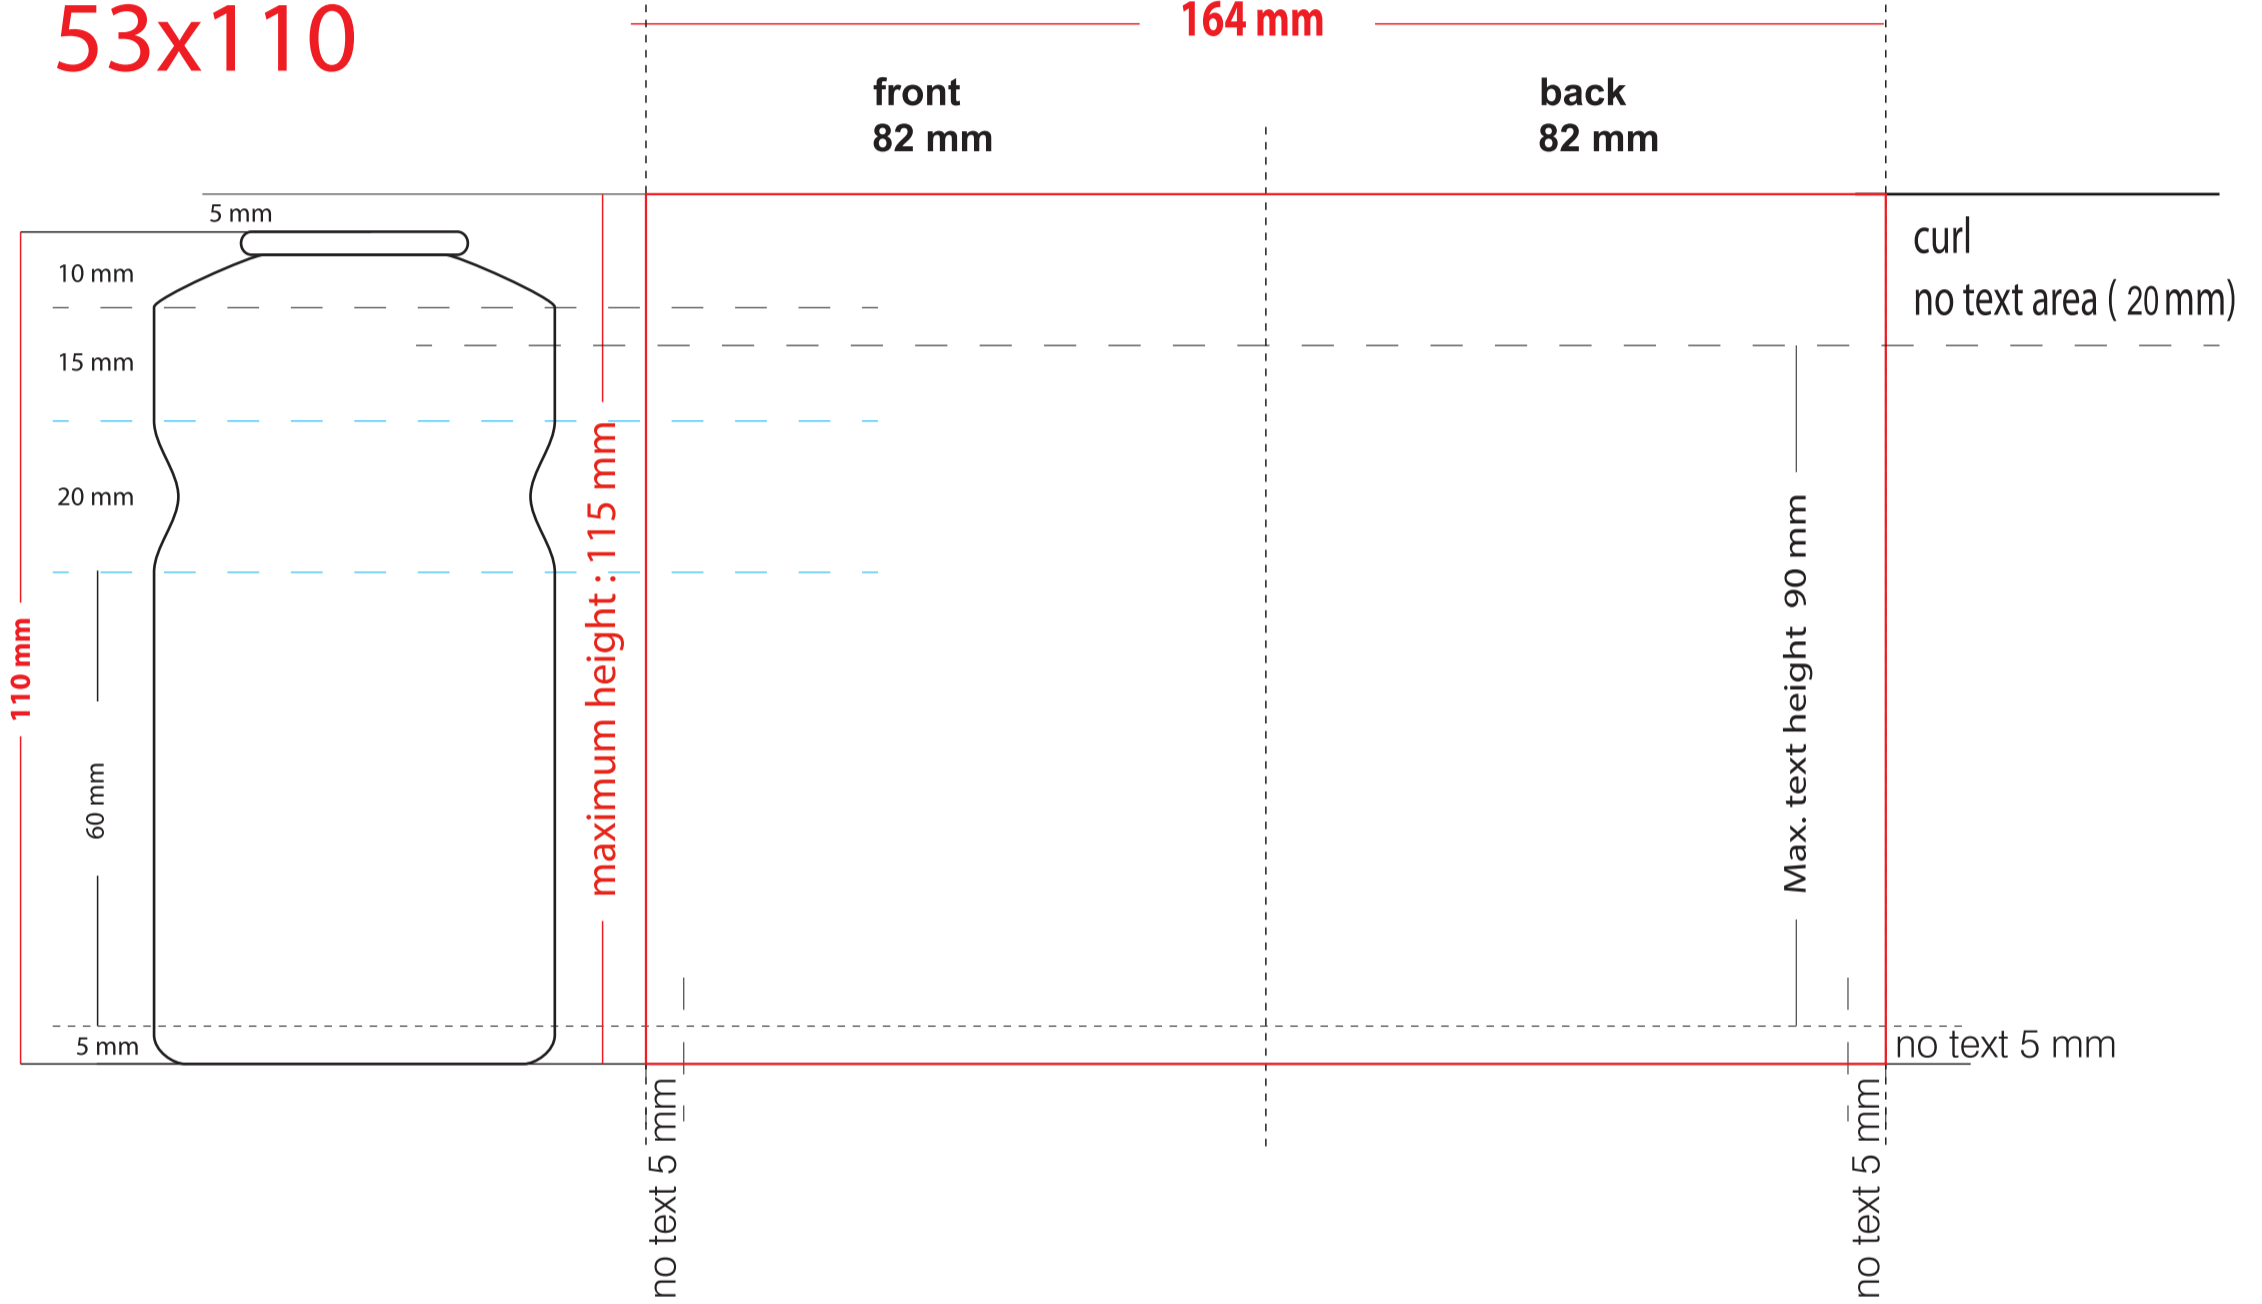 53x110
164 mm
front
82 mm
back
82 mm
5 mm
10 mm
15 mm
20 mm
60 mm
5 mm
110 mm
maximum height : 115 mm
curl
no text area ( 20 mm)
Max. text height 90 mm
no text 5 mm
no text 5 mm
no text 5 mm